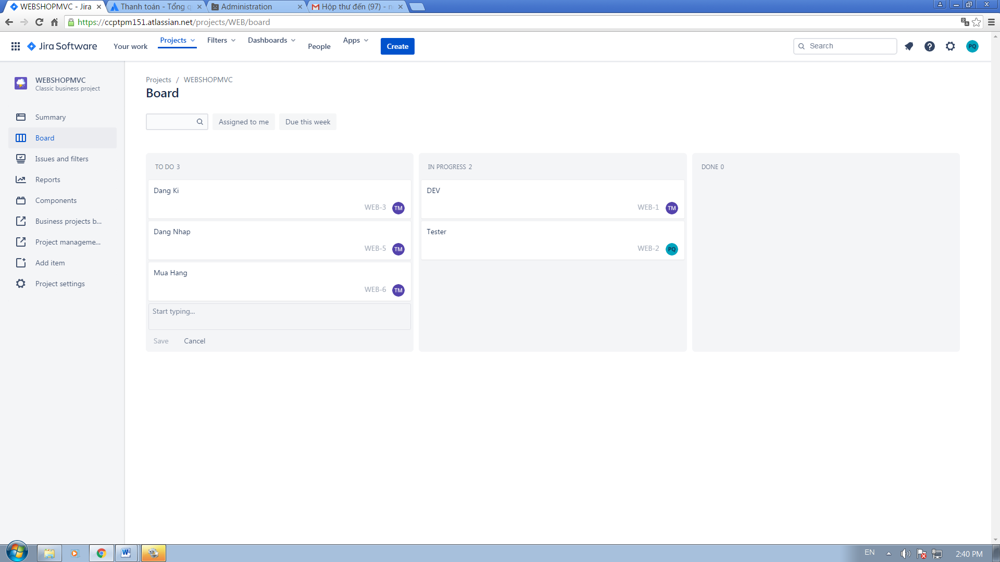 WEBSHOPMVC - Jira
Thanh toán - Tổng q
Administration
Hộp thư đến (97) - n
https://ccptpm151.atlassian.net/projects/WEB/board
Jira Software
Your work
Projects
Filters
Dashboards
People
Apps
Create
Search
PQ
WEBSHOPMVC
Classic business project
Summary
Board
Issues and filters
Reports
Components
Business projects b...
Project manageme...
Add item
Project settings
Projects / WEBSHOPMVC
Board
Assigned to me
Due this week
TO DO 3
Dang Ki
WEB-3 TM
Dang Nhap
WEB-5 TM
Mua Hang
WEB-6 TM
Start typing...
Save Cancel
IN PROGRESS 2
DEV
WEB-1 TM
Tester
WEB-2 PQ
DONE 0
EN
2:40 PM